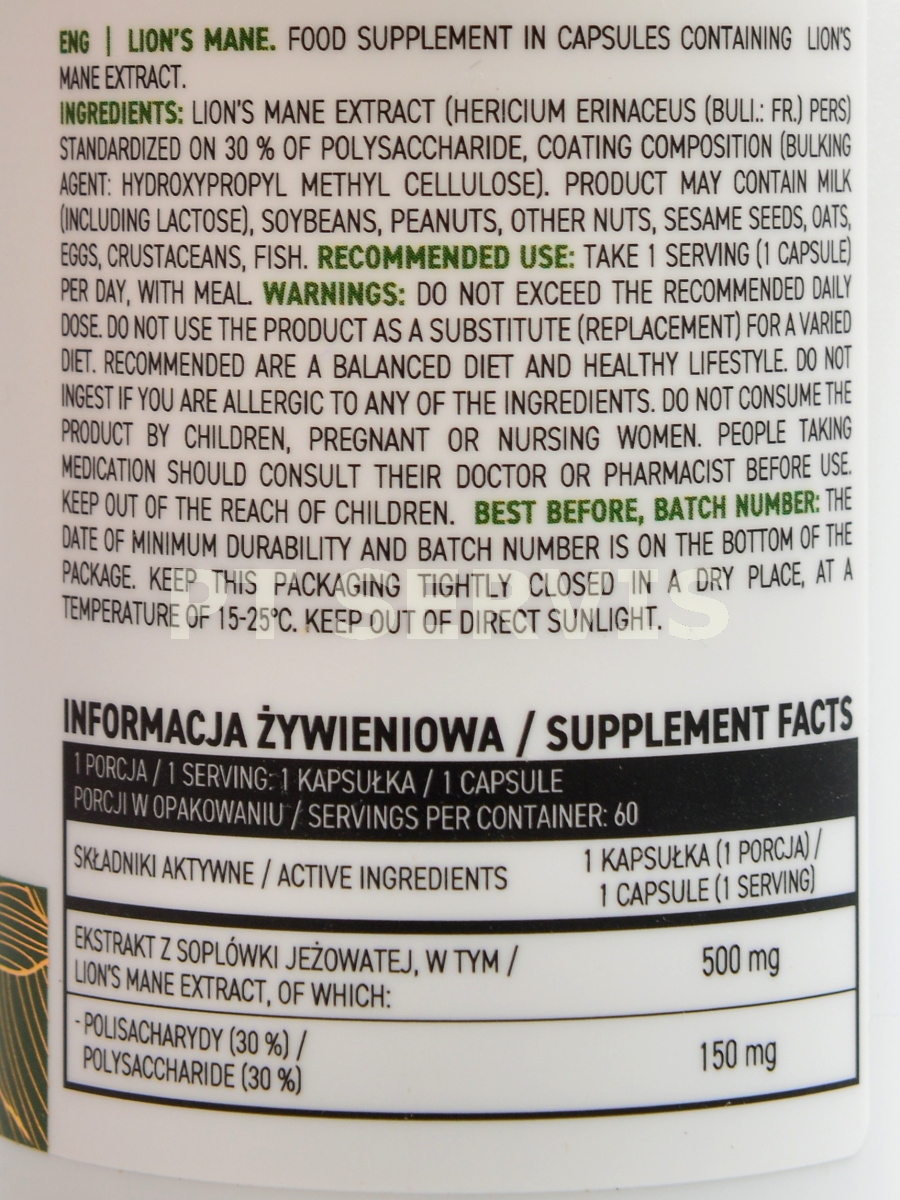 ENG | LION'S MANE. FOOD SUPPLEMENT IN CAPSULES CONTAINING LION'S
MANE EXTRACT.
INGREDIENTS: LION'S MANE EXTRACT (HERICIUM ERINACEUS (BULL.: FR.) PERS)
STANDARDIZED ON 30 % OF POLYSACCHARIDE, COATING COMPOSITION (BULKING
AGENT: HYDROXYPROPYL METHYL CELLULOSE). PRODUCT MAY CONTAIN MILK
(INCLUDING LACTOSE), SOYBEANS, PEANUTS, OTHER NUTS, SESAME SEEDS, OATS,
EGGS, CRUSTACEANS, FISH. RECOMMENDED USE: TAKE 1 SERVING (1 CAPSULE)
PER DAY, WITH MEAL. WARNINGS: DO NOT EXCEED THE RECOMMENDED DAILY
DOSE. DO NOT USE THE PRODUCT AS A SUBSTITUTE (REPLACEMENT) FOR A VARIED
DIET. RECOMMENDED ARE A BALANCED DIET AND HEALTHY LIFESTYLE. DO NOT
INGEST IF YOU ARE ALLERGIC TO ANY OF THE INGREDIENTS. DO NOT CONSUME THE
PRODUCT BY CHILDREN, PREGNANT OR NURSING WOMEN. PEOPLE TAKING
MEDICATION SHOULD CONSULT THEIR DOCTOR OR PHARMACIST BEFORE USE.
KEEP OUT OF THE REACH OF CHILDREN. BEST BEFORE, BATCH NUMBER: THE
DATE OF MINIMUM DURABILITY AND BATCH NUMBER IS ON THE BOTTOM OF THE
PACKAGE. KEEP THIS PACKAGING TIGHTLY CLOSED IN A DRY PLACE, AT A
TEMPERATURE OF 15-25°C. KEEP OUT OF DIRECT SUNLIGHT.
PT SERVIS
INFORMACJA ŻYWIENIOWA / SUPPLEMENT FACTS
1 PORCJA / 1 SERVING: 1 KAPSUŁKA / 1 CAPSULE
PORCJI W OPAKOWANIU / SERVINGS PER CONTAINER: 60
SKŁADNIKI AKTYWNE / ACTIVE INGREDIENTS
1 KAPSUŁKA (1 PORCJA) /
1 CAPSULE (1 SERVING)
EKSTRAKT Z SOPLÓWKI JEŻOWATEJ, W TYM /
LION'S MANE EXTRACT, OF WHICH:
500 mg
- POLISACHARYDY (30 %) /
POLYSACCHARIDE (30 %)
150 mg